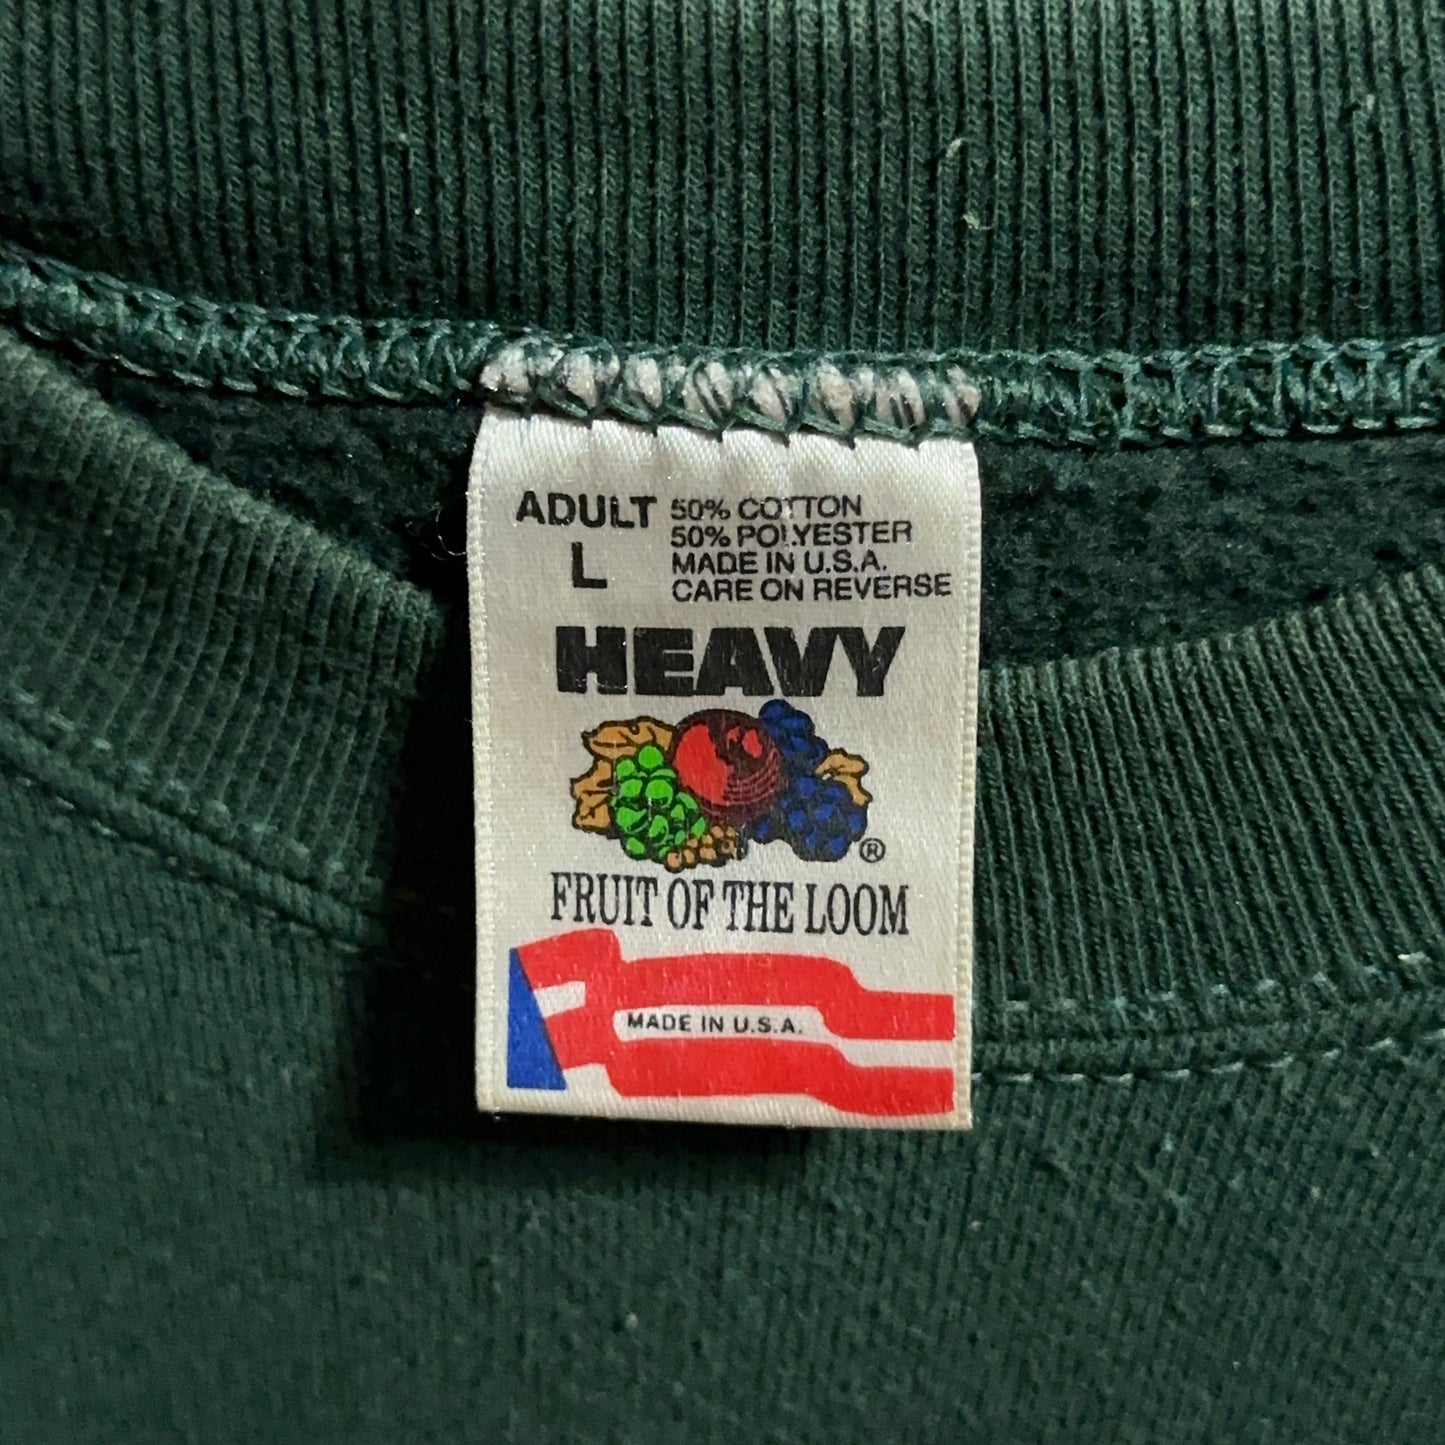 ADULT
L
50% COTTON
50% POLYESTER
MADE IN U.S.A.
CARE ON REVERSE
HEAVY
®
FRUIT OF THE LOOM
MADE IN U.S.A.